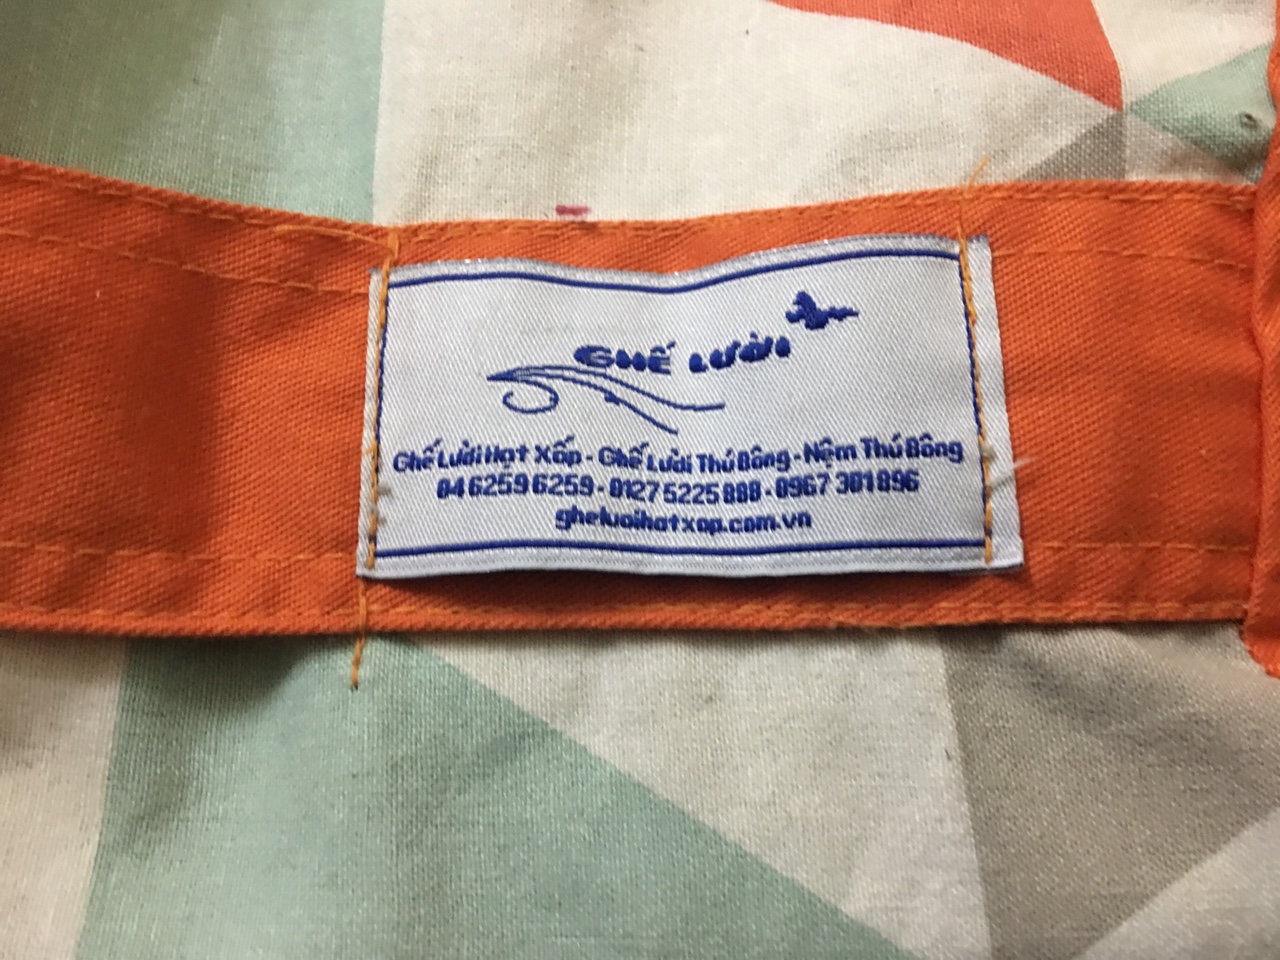 GHẾ LƯỜI
Ghế Lười Hạt Xốp - Ghế Lười Thú Bông - Nệm Thú Bông
04 6259 6259 - 0127 5225 888 - 0967 301 896
gheluoihatxop.com.vn